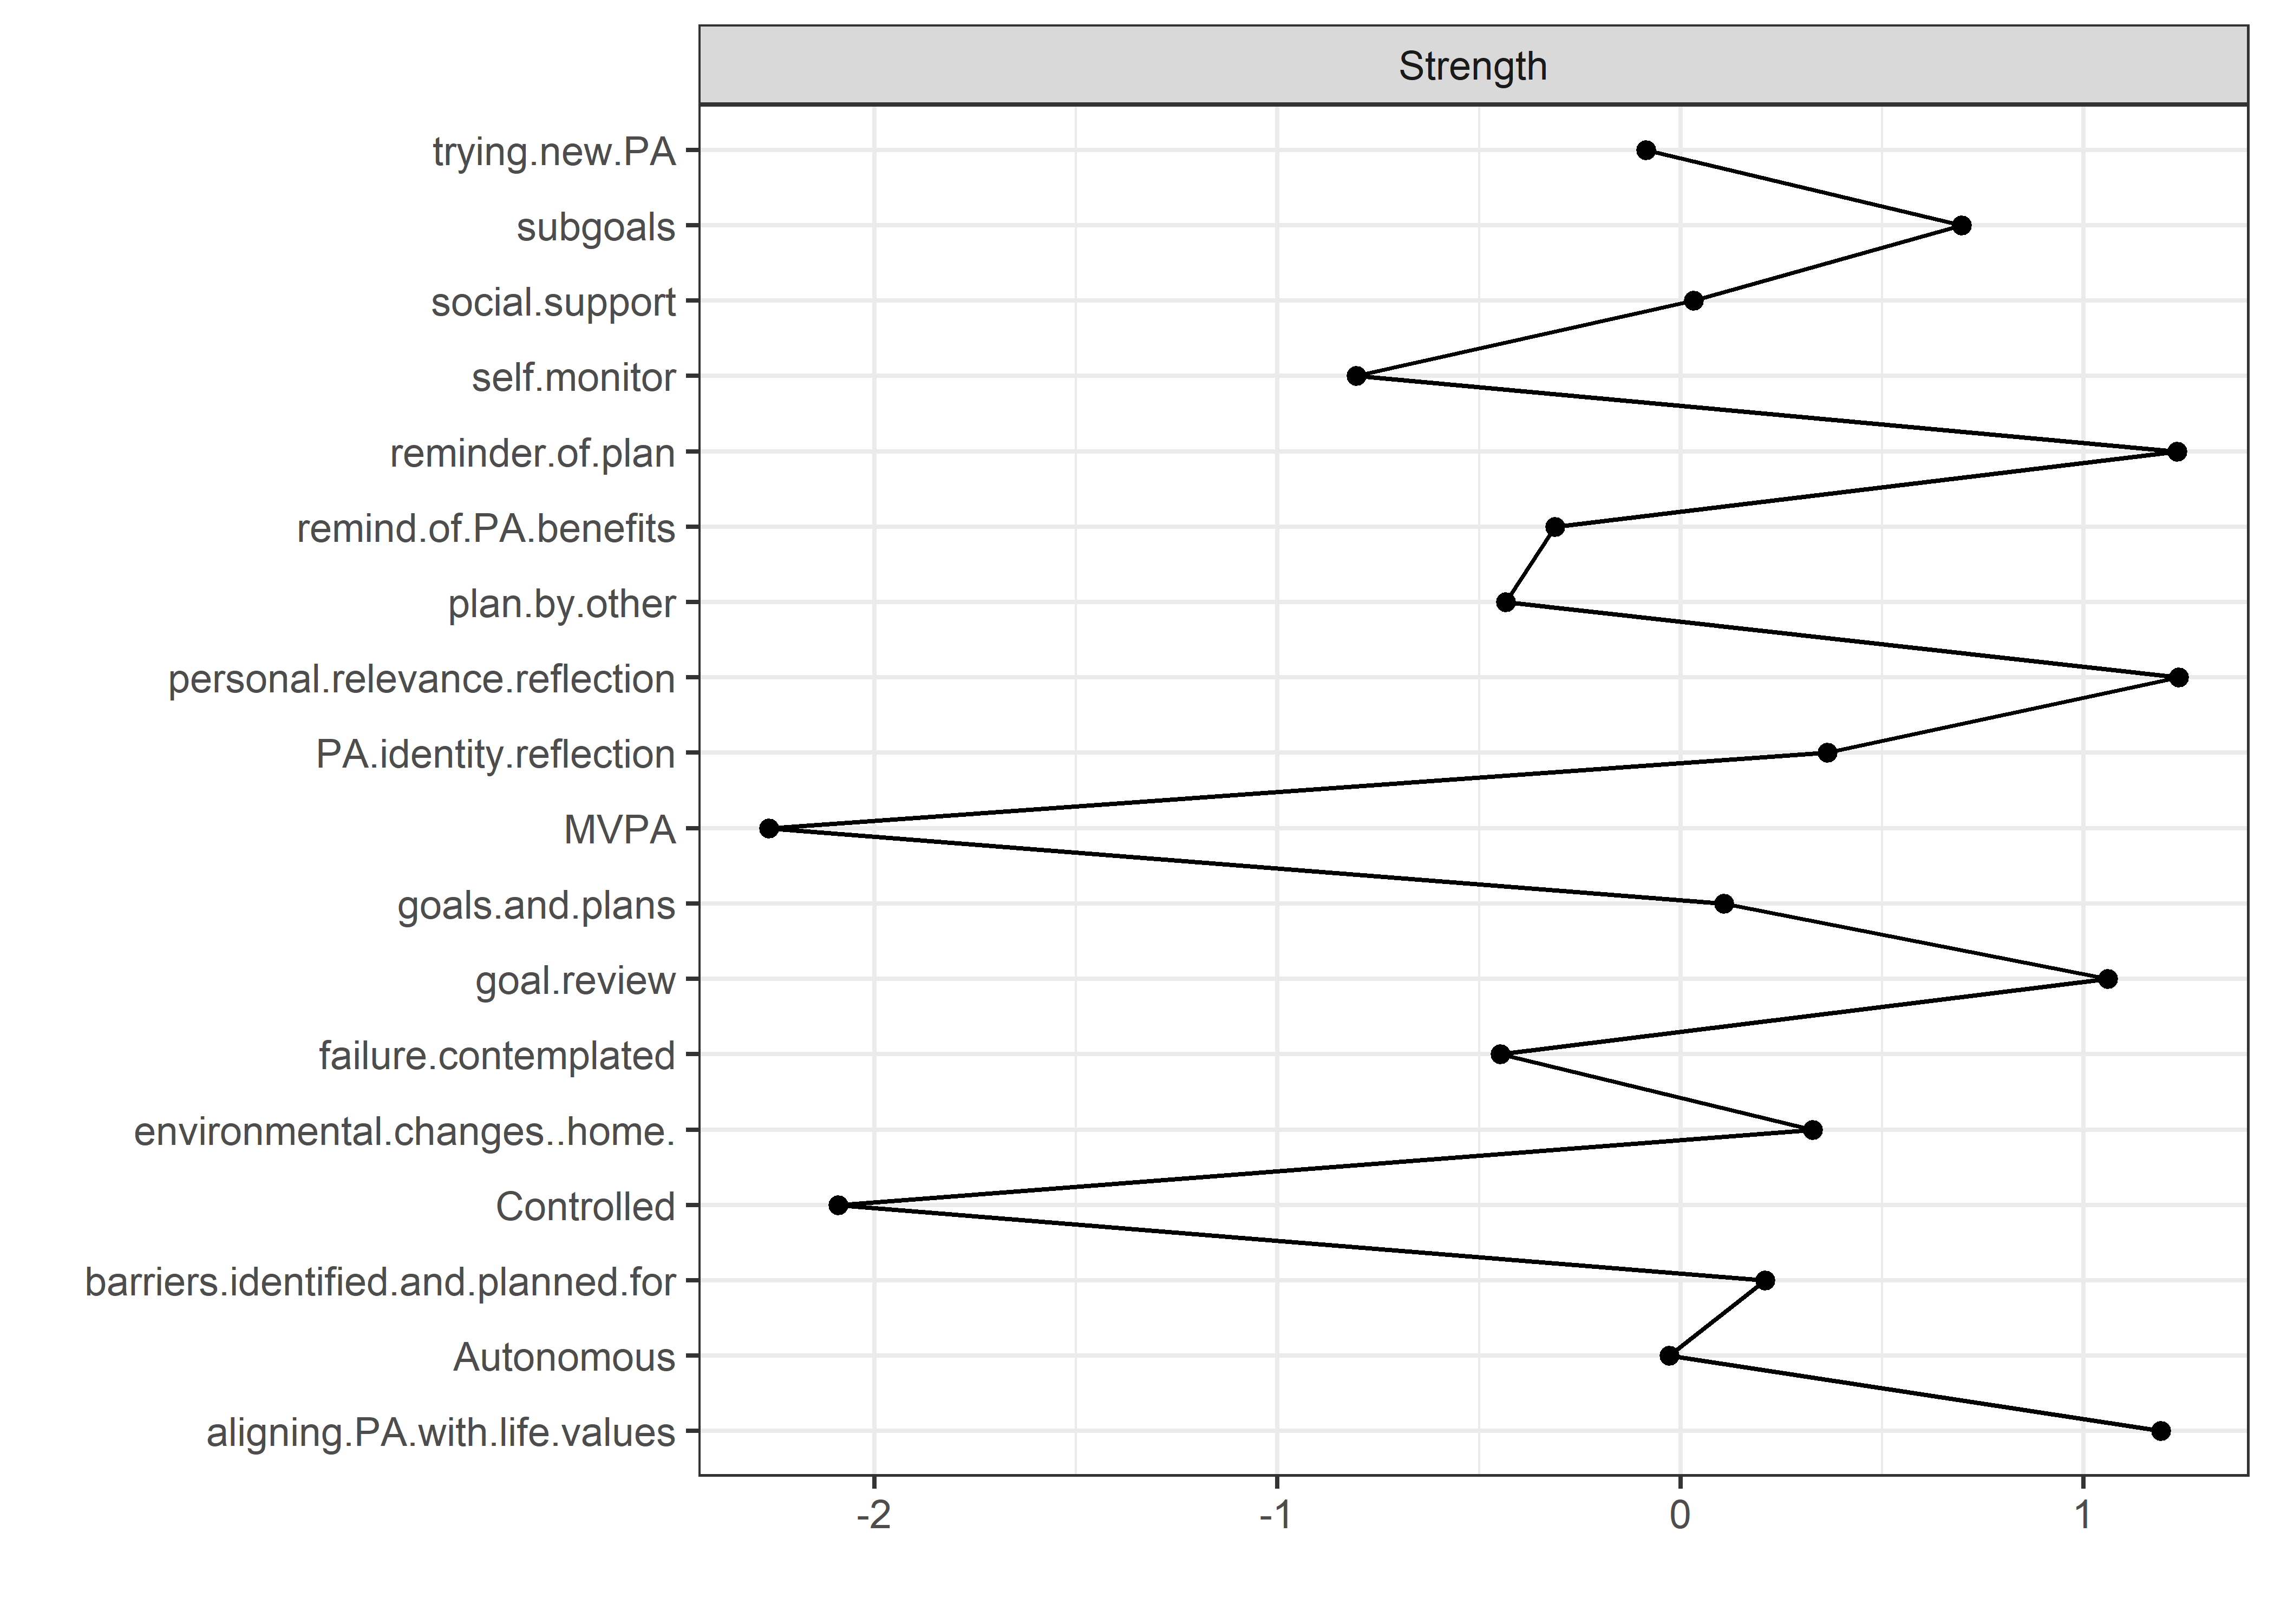 Strength
trying.new.PA
subgoals
social.support
self.monitor
reminder.of.plan
remind.of.PA.benefits
plan.by.other
personal.relevance.reflection
PA.identity.reflection
MVPA
goals.and.plans
goal.review
failure.contemplated
environmental.changes..home.
Controlled
barriers.identified.and.planned.for
Autonomous
aligning.PA.with.life.values
-2 -1 0 1